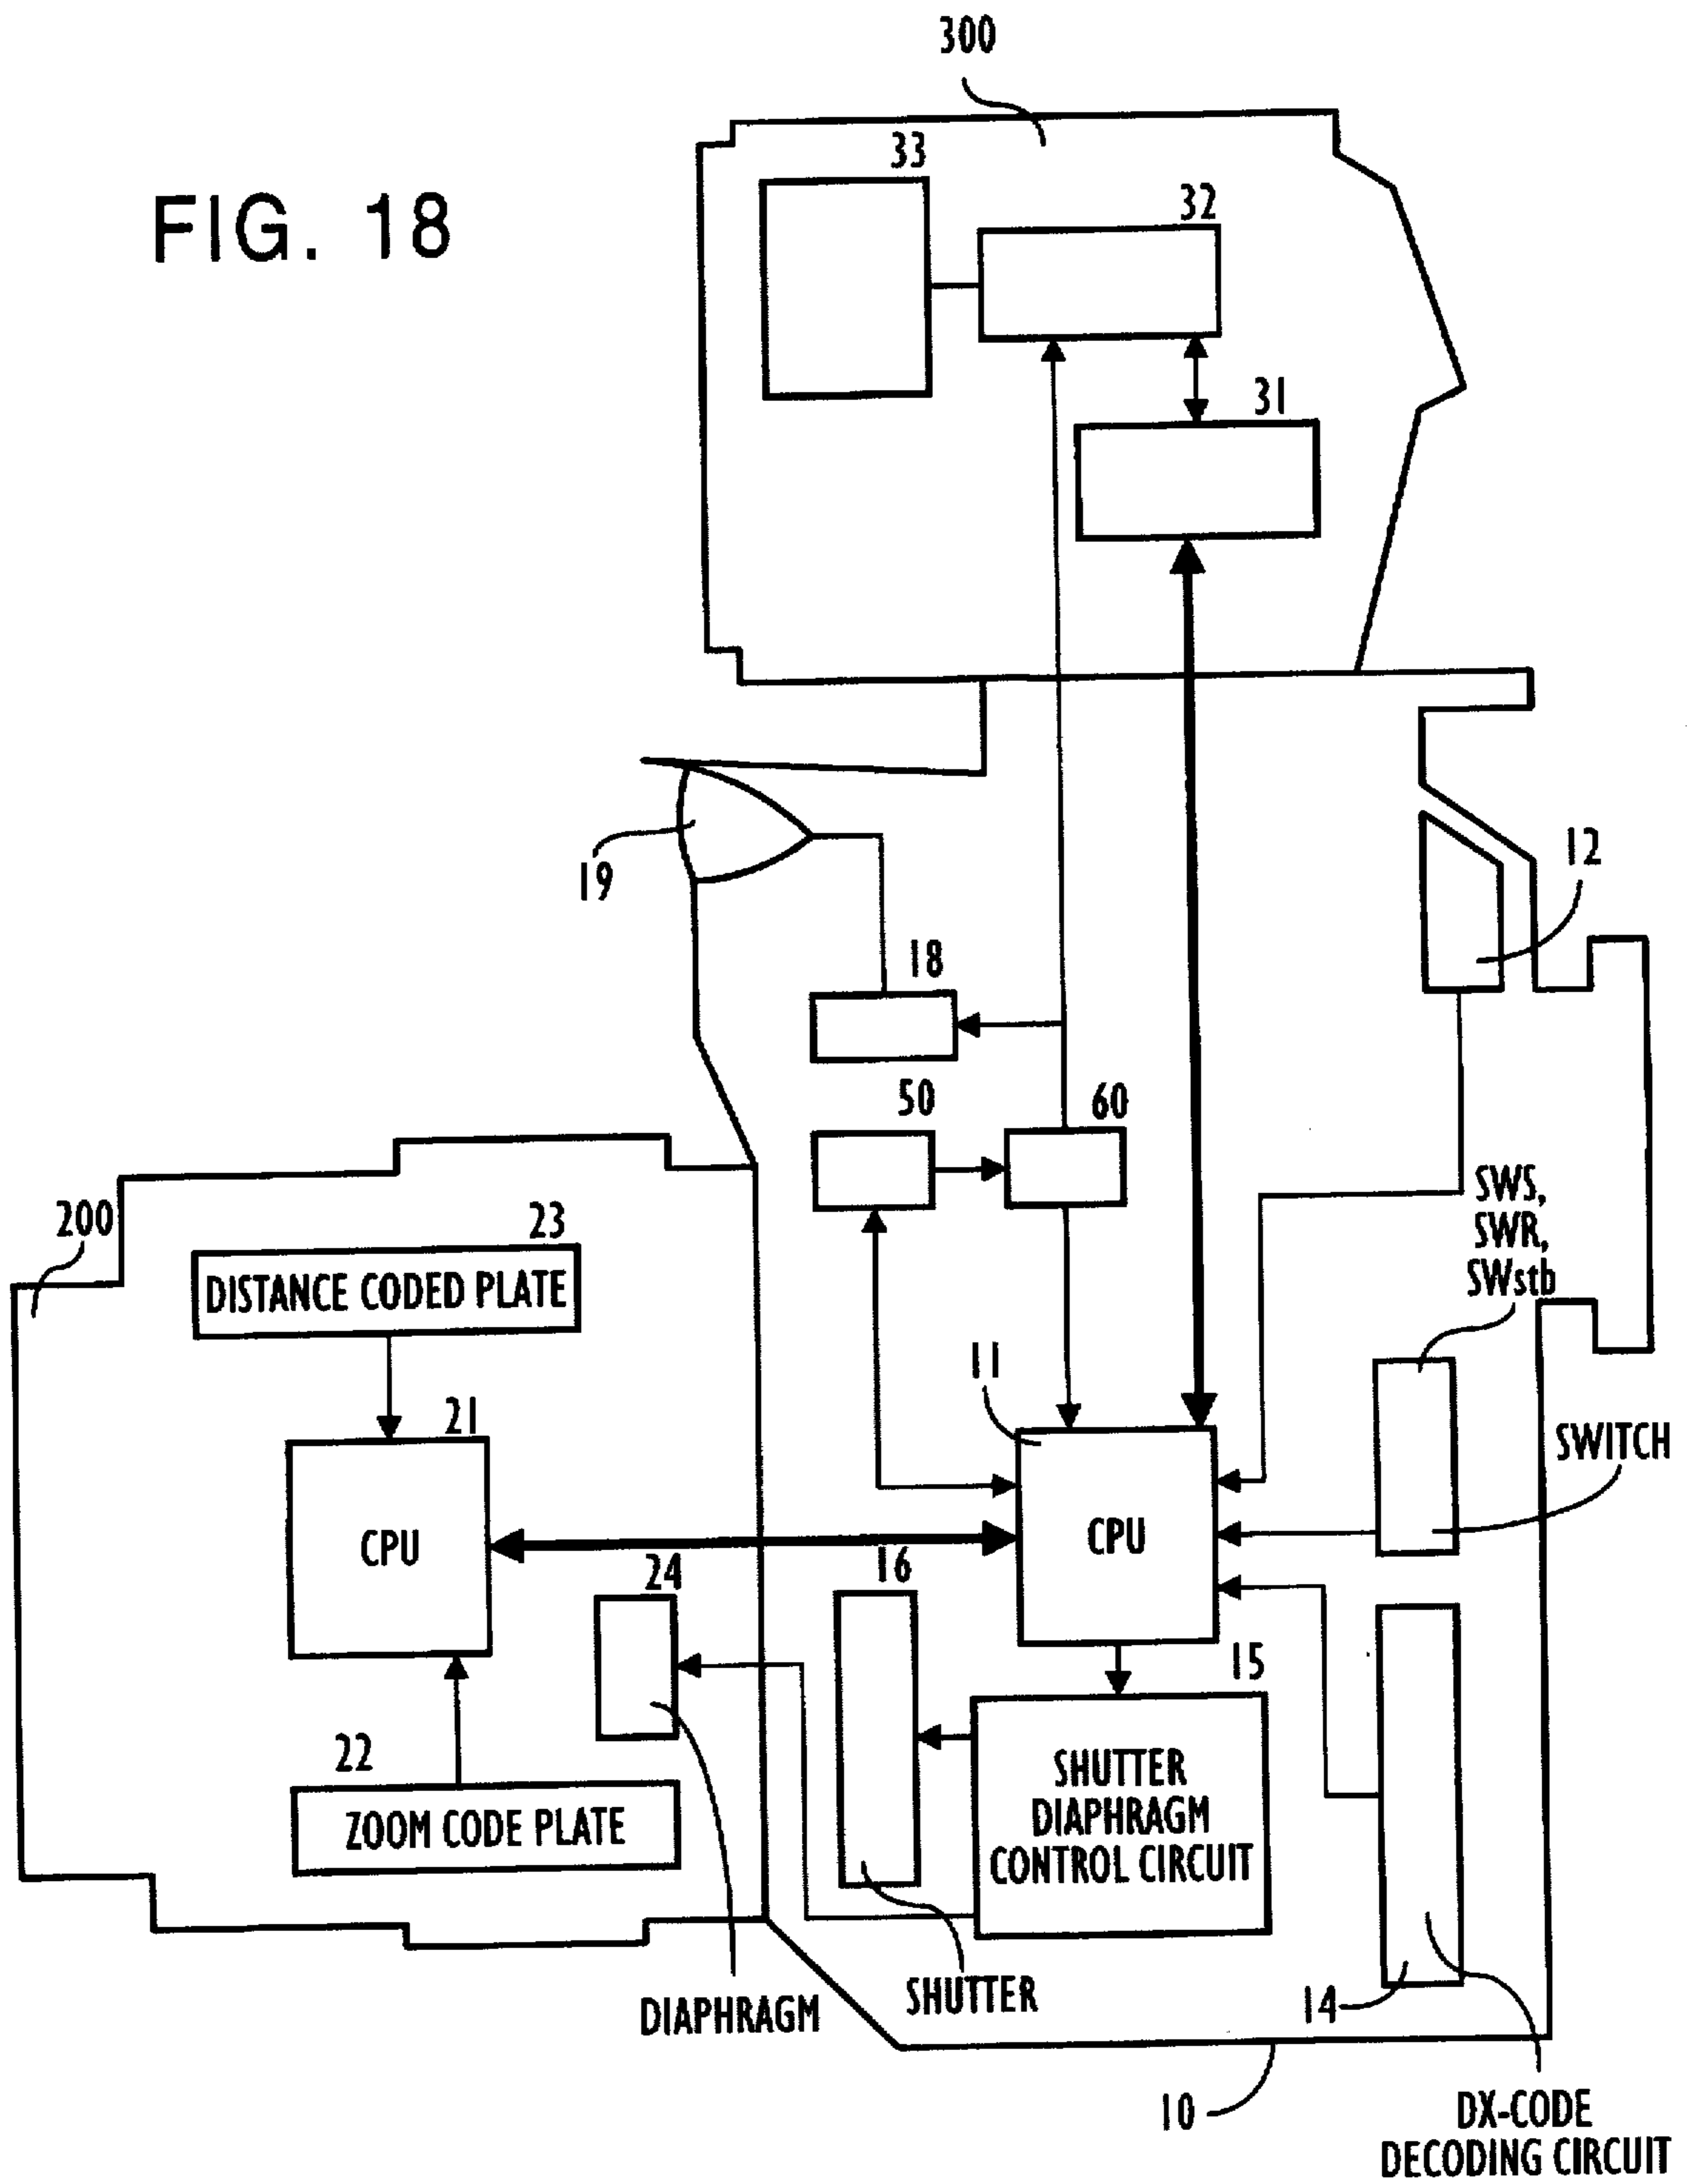 300
33
FIG. 18
32
31
19
12
18
50
60
SWS,
SWR,
SWstb
200
23
DISTANCE CODED PLATE
11
21
SWITCH
CPU
CPU
16
24
15
22
SHUTTER
DIAPHRAGM
CONTROL CIRCUIT
ZOOM CODE PLATE
SHUTTER
DIAPHRAGM
14
10
DX-CODE
DECODING CIRCUIT